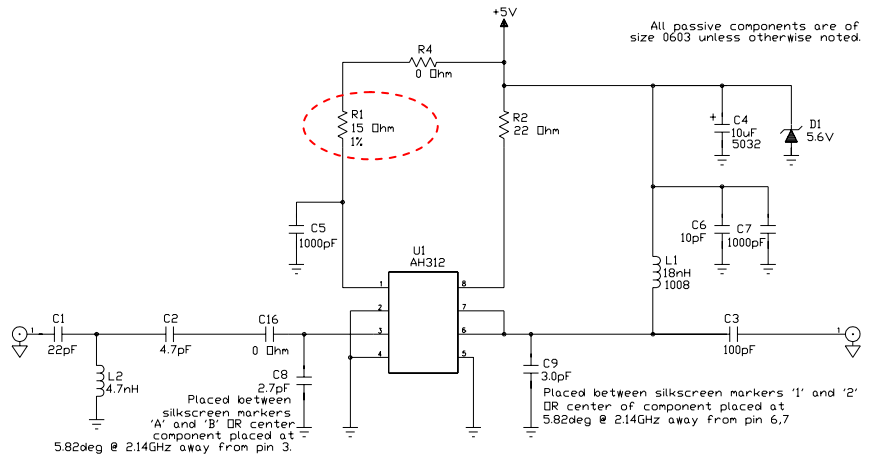 +5V
All passive components are of
size 0603 unless otherwise noted.
R4
0 Ohm
R1
15 Ohm
1%
R2
22 Ohm
+
C4
10uF
5032
D1
5.6V
C5
1000pF
C6
10pF
C7
1000pF
U1
AH312
L1
18nH
1008
1
2
3
4
8
7
6
5
1
C1
22pF
C2
4.7pF
C16
0 Ohm
C3
100pF
1
L2
4.7nH
C8
2.7pF
C9
3.0pF
Placed between
silkscreen markers
'A' and 'B' OR center
component placed at
5.82deg @ 2.14GHz away from pin 3.
Placed between silkscreen markers '1' and '2'
OR center of component placed at
5.82deg @ 2.14GHz away from pin 6,7